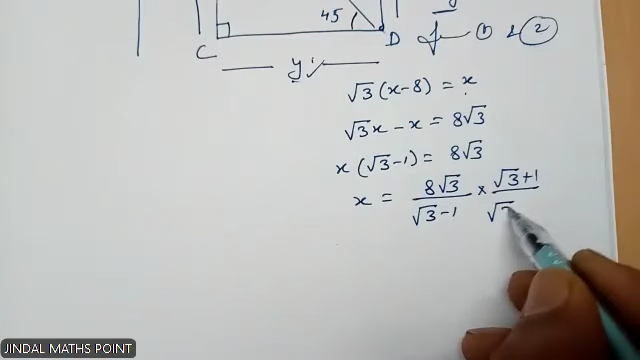 45
C D
y ✓
① & ②
√3 (x-8) = x
√3x - x = 8√3
x (√3-1) = 8√3
x = 8√3/(√3-1) × (√3+1)/√
JINDAL MATHS POINT